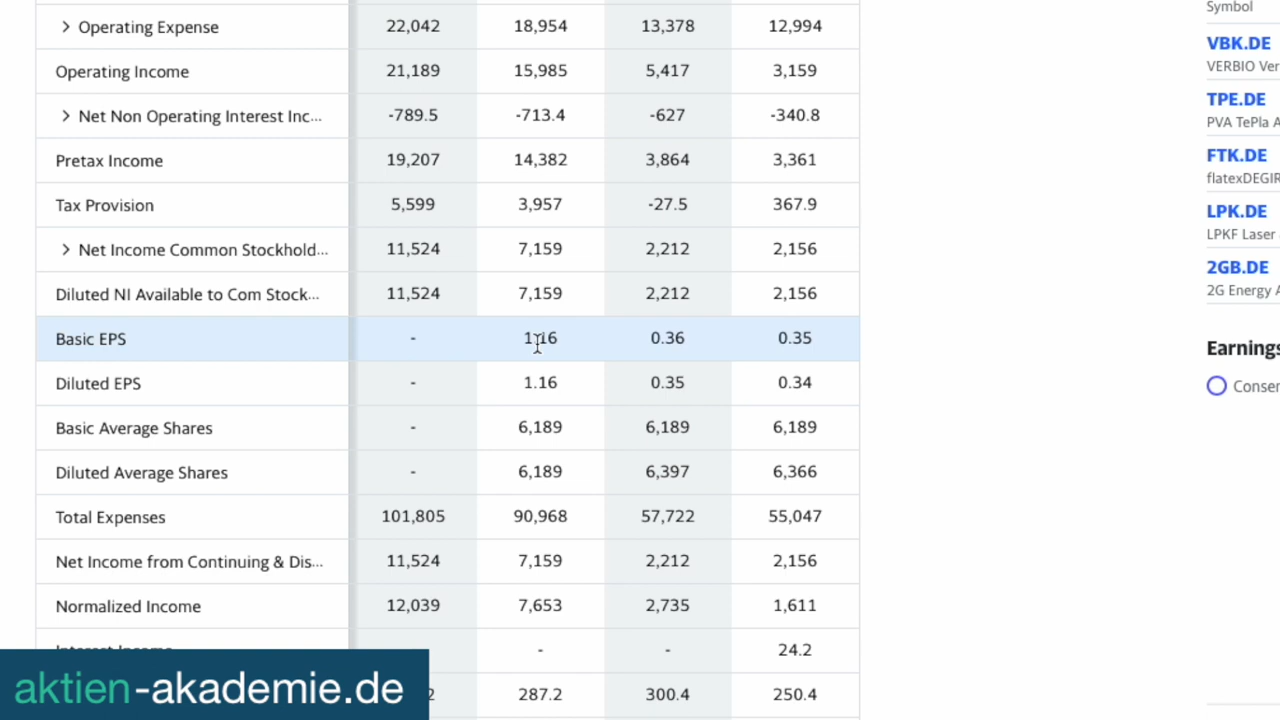 Symbol
> Operating Expense 22,042 18,954 13,378 12,994
VBK.DE
VERBIO Ver
Operating Income 21,189 15,985 5,417 3,159
TPE.DE
> Net Non Operating Interest Inc... -789.5 -713.4 -627 -340.8
PVA TePla A
Pretax Income 19,207 14,382 3,864 3,361
FTK.DE
flatexDEGIR
Tax Provision 5,599 3,957 -27.5 367.9
LPK.DE
LPKF Laser
> Net Income Common Stockhold... 11,524 7,159 2,212 2,156
2GB.DE
2G Energy A
Diluted NI Available to Com Stock... 11,524 7,159 2,212 2,156
Basic EPS - 1.16 0.36 0.35
Earnings
Diluted EPS - 1.16 0.35 0.34
Conser
Basic Average Shares - 6,189 6,189 6,189
Diluted Average Shares - 6,189 6,397 6,366
Total Expenses 101,805 90,968 57,722 55,047
Net Income from Continuing & Dis... 11,524 7,159 2,212 2,156
Normalized Income 12,039 7,653 2,735 1,611
Interest Income - - 24.2
287.2 300.4 250.4
aktien-akademie.de